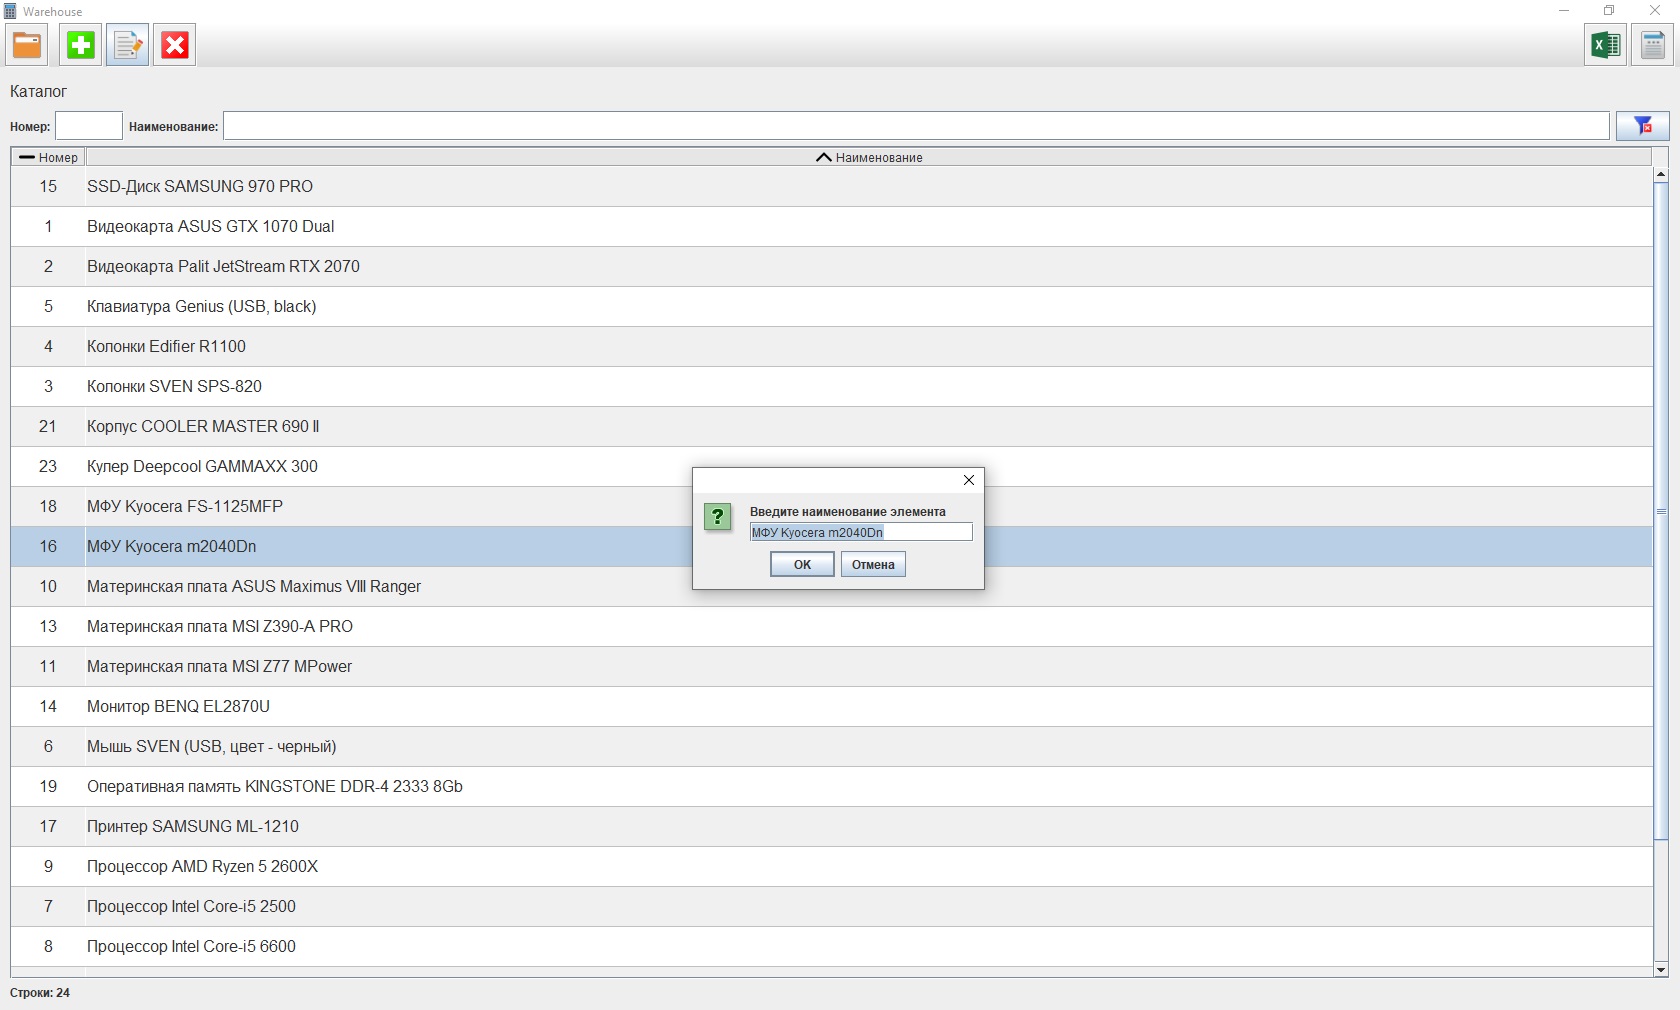 Warehouse
Каталог
Номер:
Наименование:
Номер
Наименование
15 SSD-Диск SAMSUNG 970 PRO
1 Видеокарта ASUS GTX 1070 Dual
2 Видеокарта Palit JetStream RTX 2070
5 Клавиатура Genius (USB, black)
4 Колонки Edifier R1100
3 Колонки SVEN SPS-820
21 Корпус COOLER MASTER 690 II
23 Кулер Deepcool GAMMAXX 300
18 МФУ Kyocera FS-1125MFP
16 МФУ Kyocera m2040Dn
10 Материнская плата ASUS Maximus VIII Ranger
13 Материнская плата MSI Z390-A PRO
11 Материнская плата MSI Z77 MPower
14 Монитор BENQ EL2870U
6 Мышь SVEN (USB, цвет - черный)
19 Оперативная память KINGSTONE DDR-4 2333 8Gb
17 Принтер SAMSUNG ML-1210
9 Процессор AMD Ryzen 5 2600X
7 Процессор Intel Core-i5 2500
8 Процессор Intel Core-i5 6600
Введите наименование элемента
МФУ Kyocera m2040Dn
OK
Отмена
Строки: 24